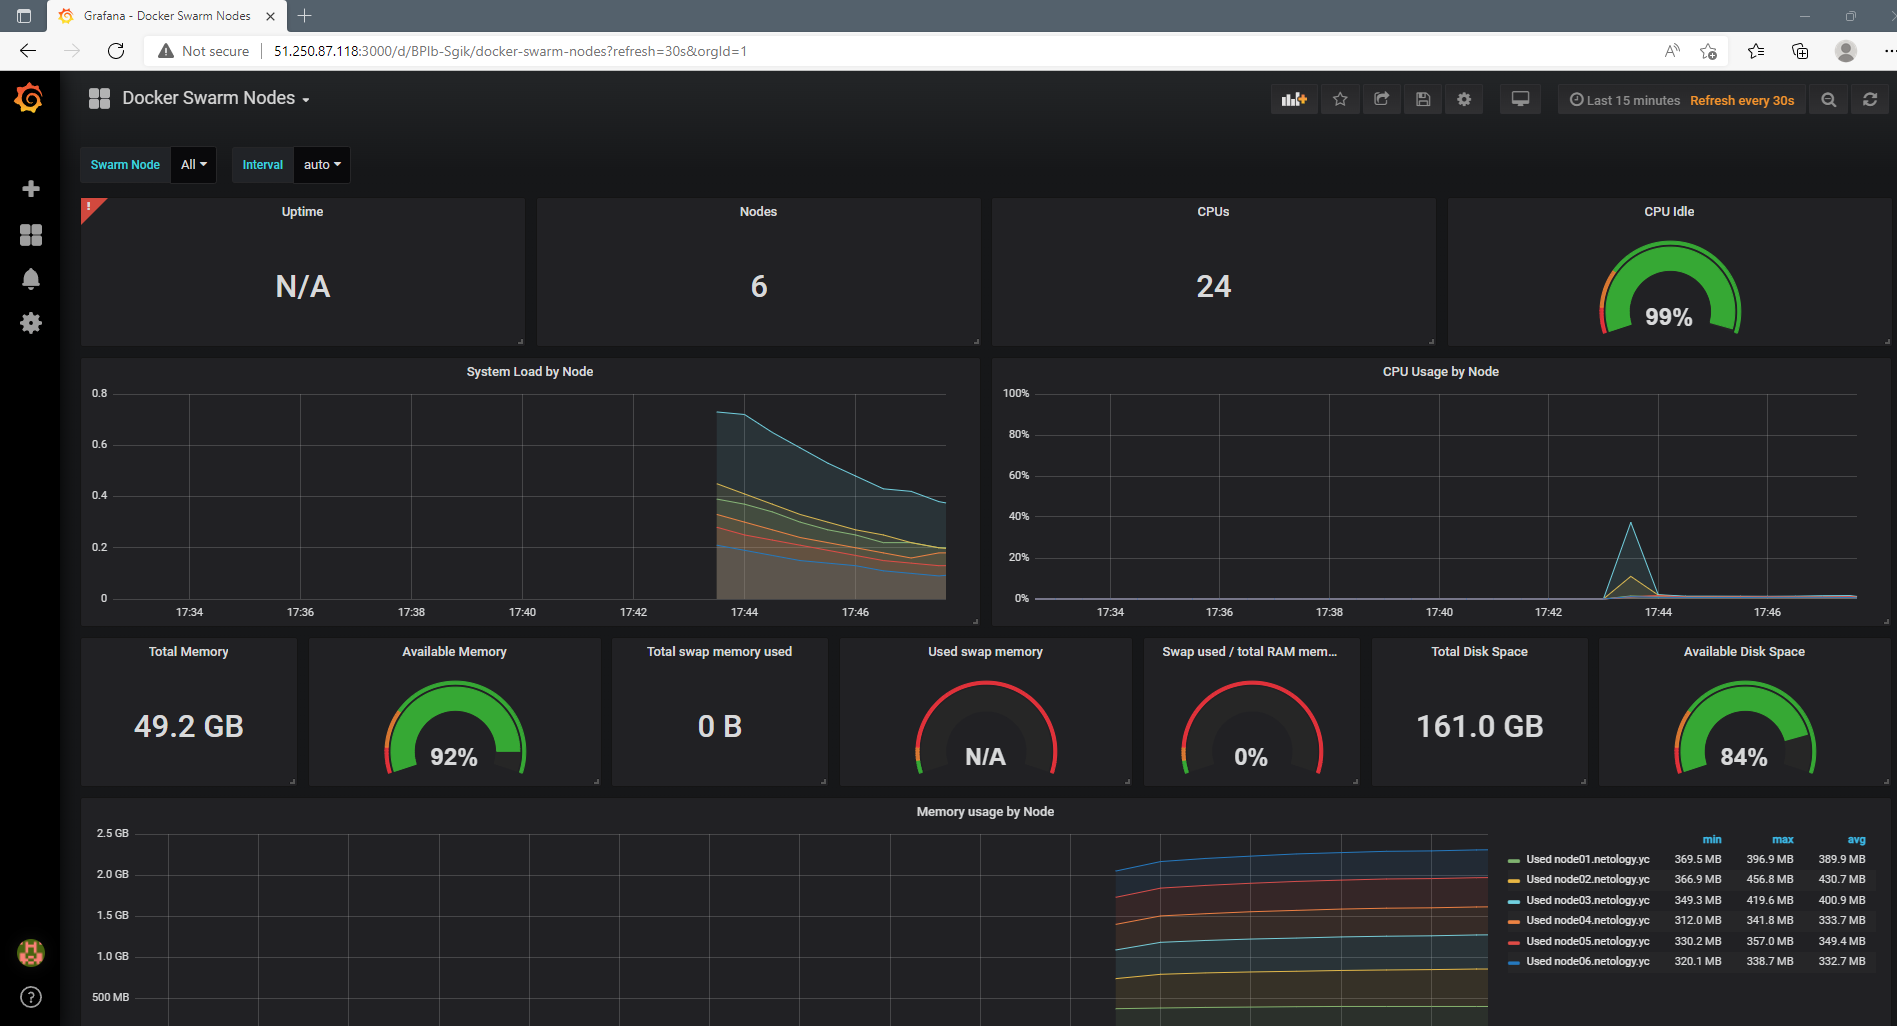 Grafana - Docker Swarm Nodes
Not secure 51.250.87.118:3000/d/BPlb-Sgik/docker-swarm-nodes?refresh=30s&orgId=1
Docker Swarm Nodes
Last 15 minutes Refresh every 30s
Swarm Node All Interval auto
!
Uptime
N/A
Nodes
6
CPUs
24
CPU Idle
99%
System Load by Node
0.8
0.6
0.4
0.2
0
17:34 17:36 17:38 17:40 17:42 17:44 17:46
CPU Usage by Node
100%
80%
60%
40%
20%
0%
17:34 17:36 17:38 17:40 17:42 17:44 17:46
Total Memory
49.2 GB
Available Memory
92%
Total swap memory used
0 B
Used swap memory
N/A
Swap used / total RAM mem...
0%
Total Disk Space
161.0 GB
Available Disk Space
84%
Memory usage by Node
2.5 GB
2.0 GB
1.5 GB
1.0 GB
500 MB
min max avg
Used node01.netology.yc 369.5 MB 396.9 MB 389.9 MB
Used node02.netology.yc 366.9 MB 456.8 MB 430.7 MB
Used node03.netology.yc 349.3 MB 419.6 MB 400.9 MB
Used node04.netology.yc 312.0 MB 341.8 MB 333.7 MB
Used node05.netology.yc 330.2 MB 357.0 MB 349.4 MB
Used node06.netology.yc 320.1 MB 338.7 MB 332.7 MB